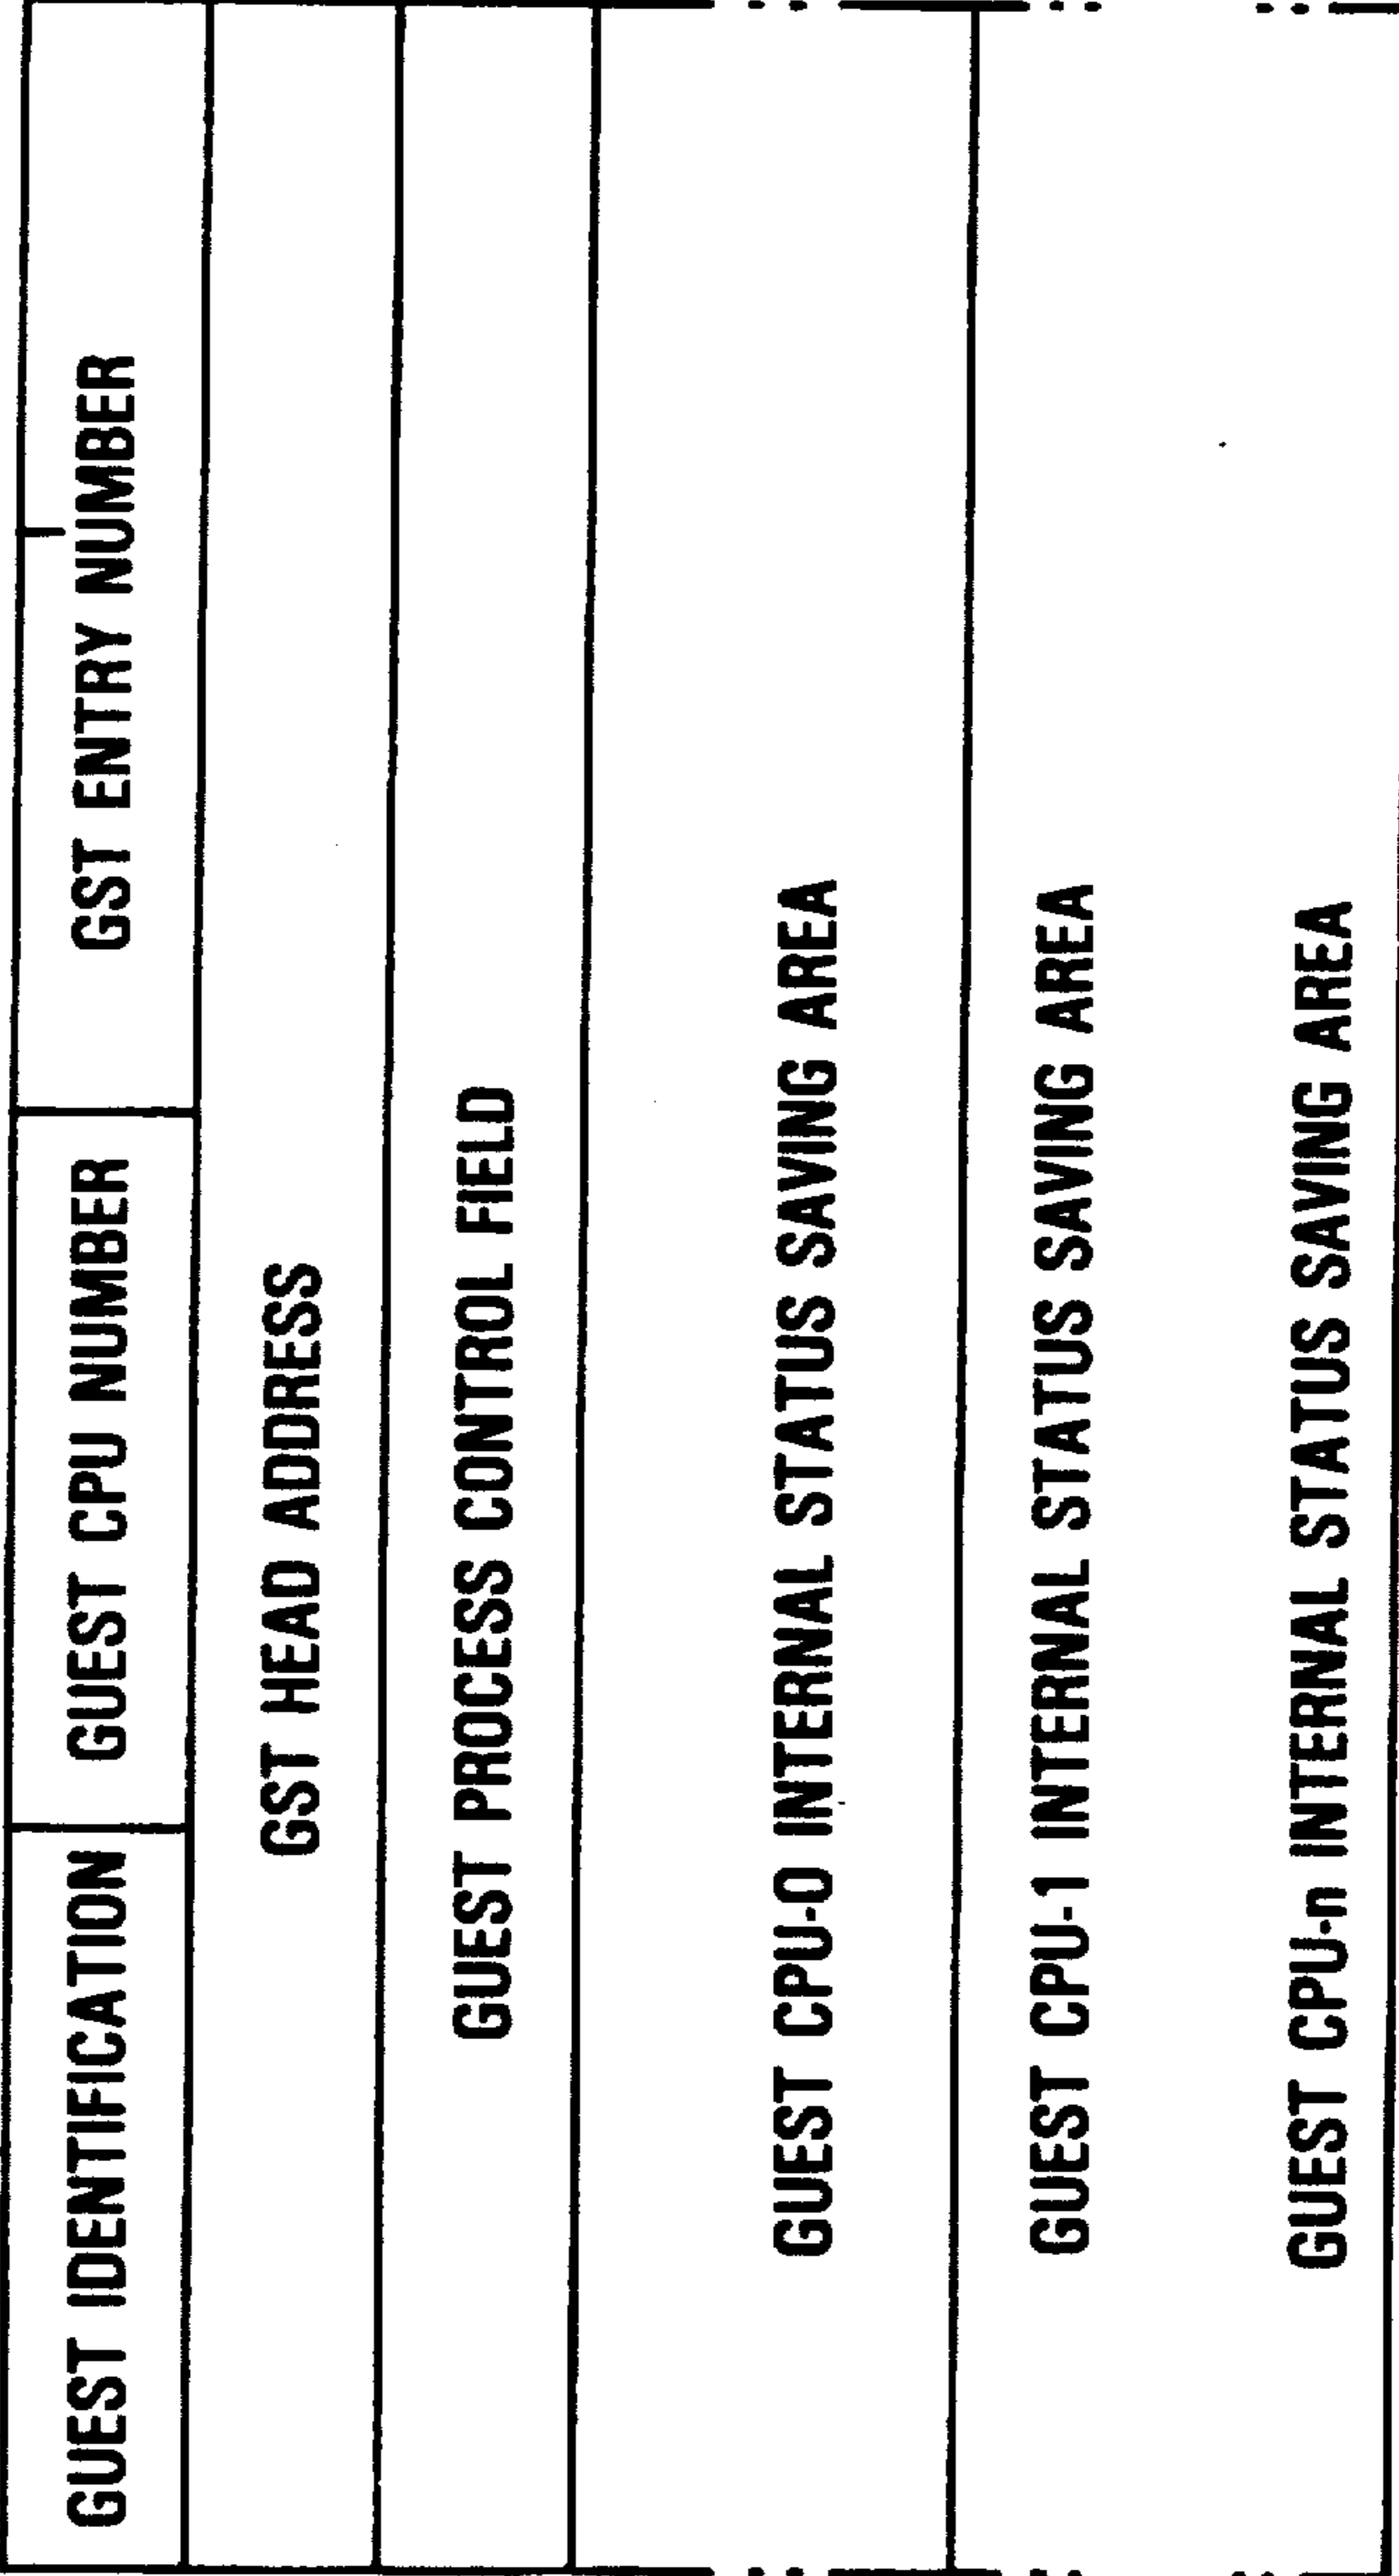 GUEST IDENTIFICATION GUEST CPU NUMBER GST ENTRY NUMBER
GST HEAD ADDRESS
GUEST PROCESS CONTROL FIELD
GUEST CPU-0 INTERNAL STATUS SAVING AREA
GUEST CPU-1 INTERNAL STATUS SAVING AREA
GUEST CPU-n INTERNAL STATUS SAVING AREA